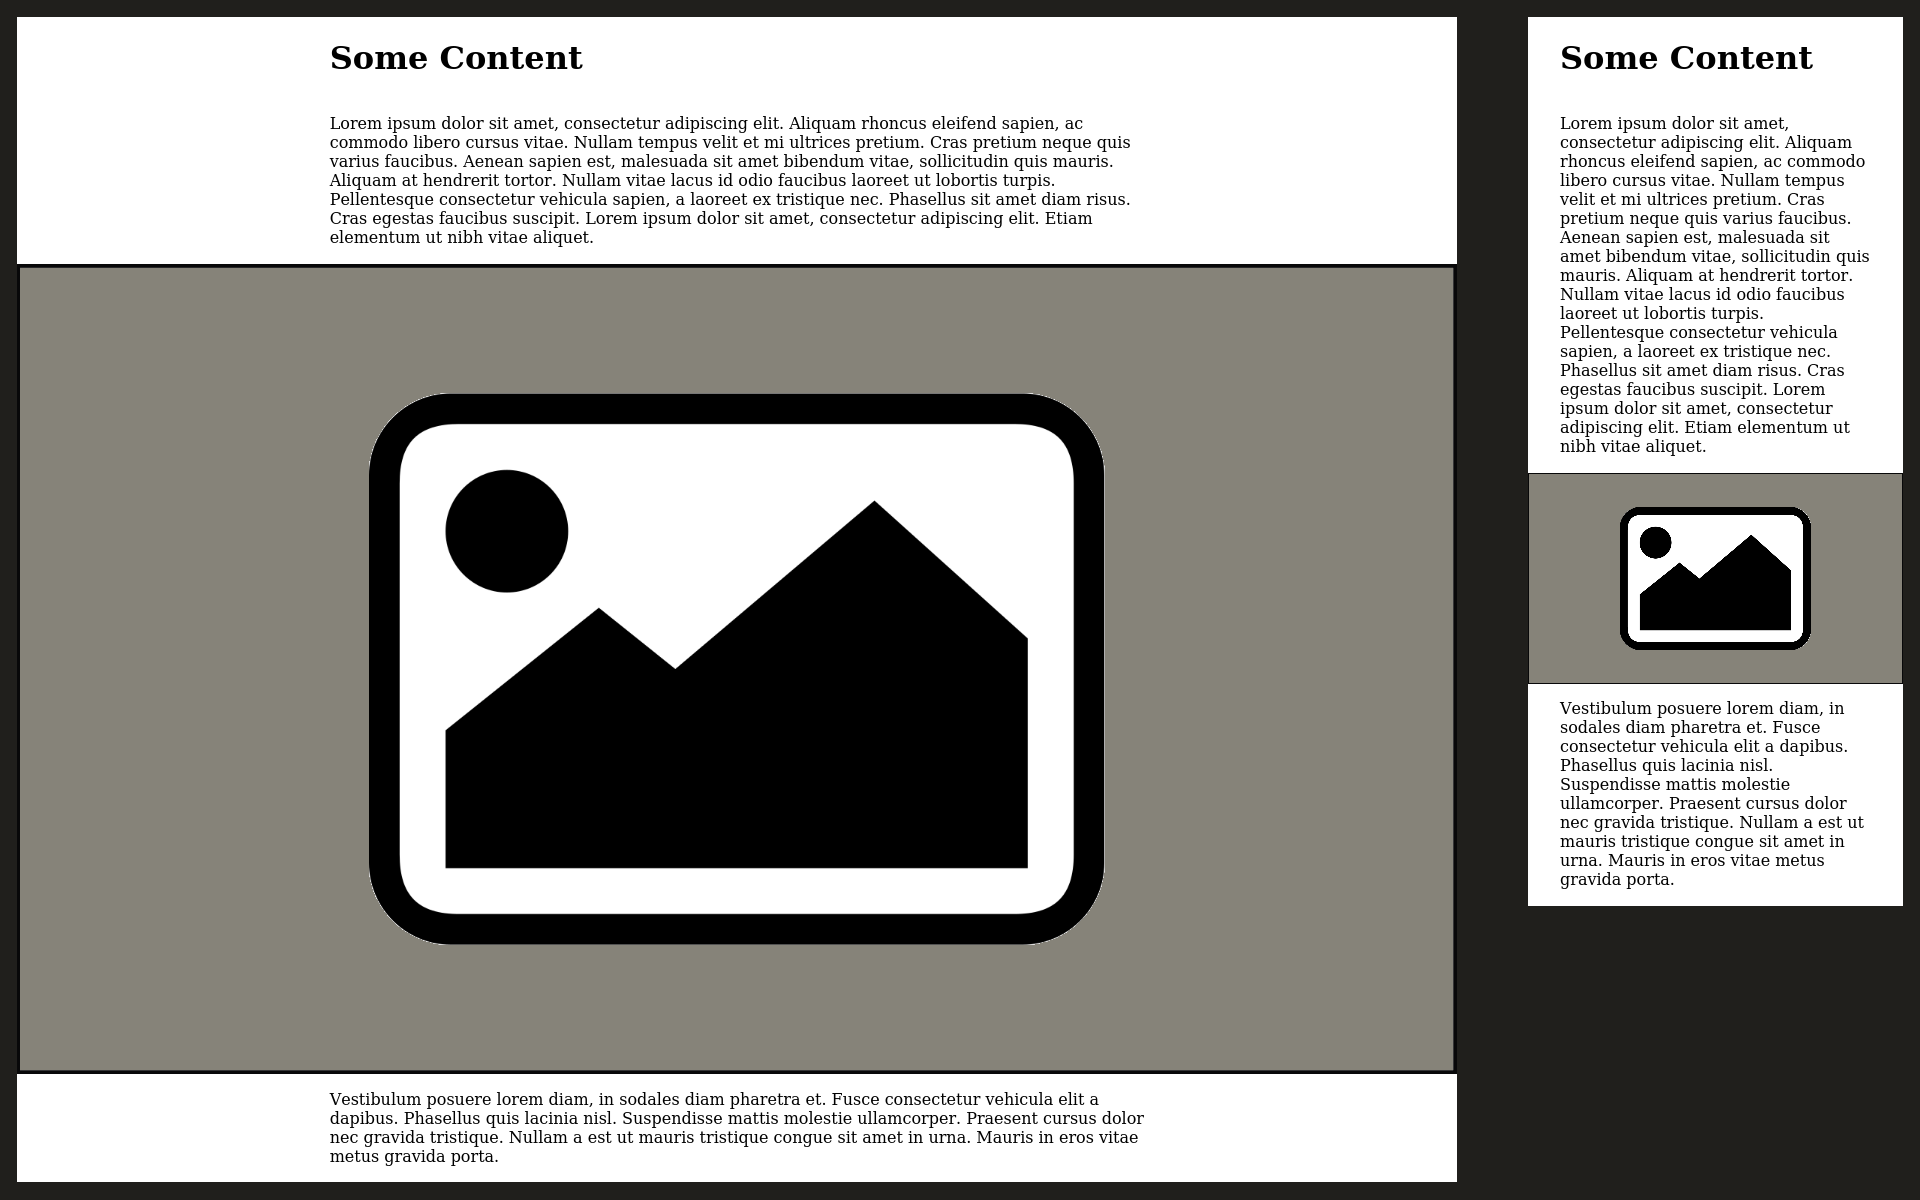 Some Content
Lorem ipsum dolor sit amet, consectetur adipiscing elit. Aliquam rhoncus eleifend sapien, ac
commodo libero cursus vitae. Nullam tempus velit et mi ultrices pretium. Cras pretium neque quis
varius faucibus. Aenean sapien est, malesuada sit amet bibendum vitae, sollicitudin quis mauris.
Aliquam at hendrerit tortor. Nullam vitae lacus id odio faucibus laoreet ut lobortis turpis.
Pellentesque consectetur vehicula sapien, a laoreet ex tristique nec. Phasellus sit amet diam risus.
Cras egestas faucibus suscipit. Lorem ipsum dolor sit amet, consectetur adipiscing elit. Etiam
elementum ut nibh vitae aliquet.
Vestibulum posuere lorem diam, in sodales diam pharetra et. Fusce consectetur vehicula elit a
dapibus. Phasellus quis lacinia nisl. Suspendisse mattis molestie ullamcorper. Praesent cursus dolor
nec gravida tristique. Nullam a est ut mauris tristique congue sit amet in urna. Mauris in eros vitae
metus gravida porta.
Some Content
Lorem ipsum dolor sit amet,
consectetur adipiscing elit. Aliquam
rhoncus eleifend sapien, ac commodo
libero cursus vitae. Nullam tempus
velit et mi ultrices pretium. Cras
pretium neque quis varius faucibus.
Aenean sapien est, malesuada sit
amet bibendum vitae, sollicitudin quis
mauris. Aliquam at hendrerit tortor.
Nullam vitae lacus id odio faucibus
laoreet ut lobortis turpis.
Pellentesque consectetur vehicula
sapien, a laoreet ex tristique nec.
Phasellus sit amet diam risus. Cras
egestas faucibus suscipit. Lorem
ipsum dolor sit amet, consectetur
adipiscing elit. Etiam elementum ut
nibh vitae aliquet.
Vestibulum posuere lorem diam, in
sodales diam pharetra et. Fusce
consectetur vehicula elit a dapibus.
Phasellus quis lacinia nisl.
Suspendisse mattis molestie
ullamcorper. Praesent cursus dolor
nec gravida tristique. Nullam a est ut
mauris tristique congue sit amet in
urna. Mauris in eros vitae metus
gravida porta.